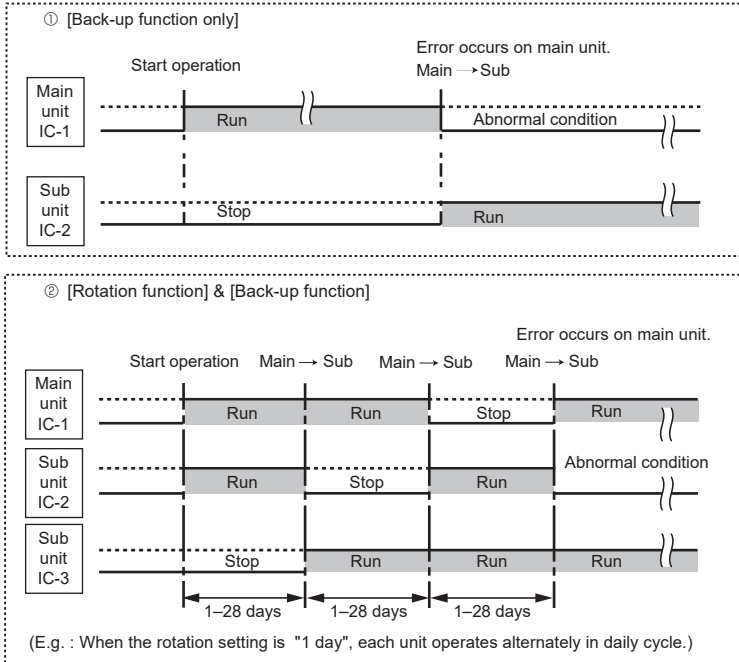 ① [Back-up function only]
Error occurs on main unit.
Start operation
Main → Sub
Main
unit
IC-1
Run
Abnormal condition
Sub
unit
IC-2
Stop
Run
② [Rotation function] & [Back-up function]
Error occurs on main unit.
Start operation Main → Sub Main → Sub Main → Sub
Main
unit
IC-1
Run Run Stop Run
Sub
unit
IC-2
Run Stop Run Abnormal condition
Sub
unit
IC-3
Stop Run Run Run
1–28 days 1–28 days 1–28 days
(E.g. : When the rotation setting is "1 day", each unit operates alternately in daily cycle.)